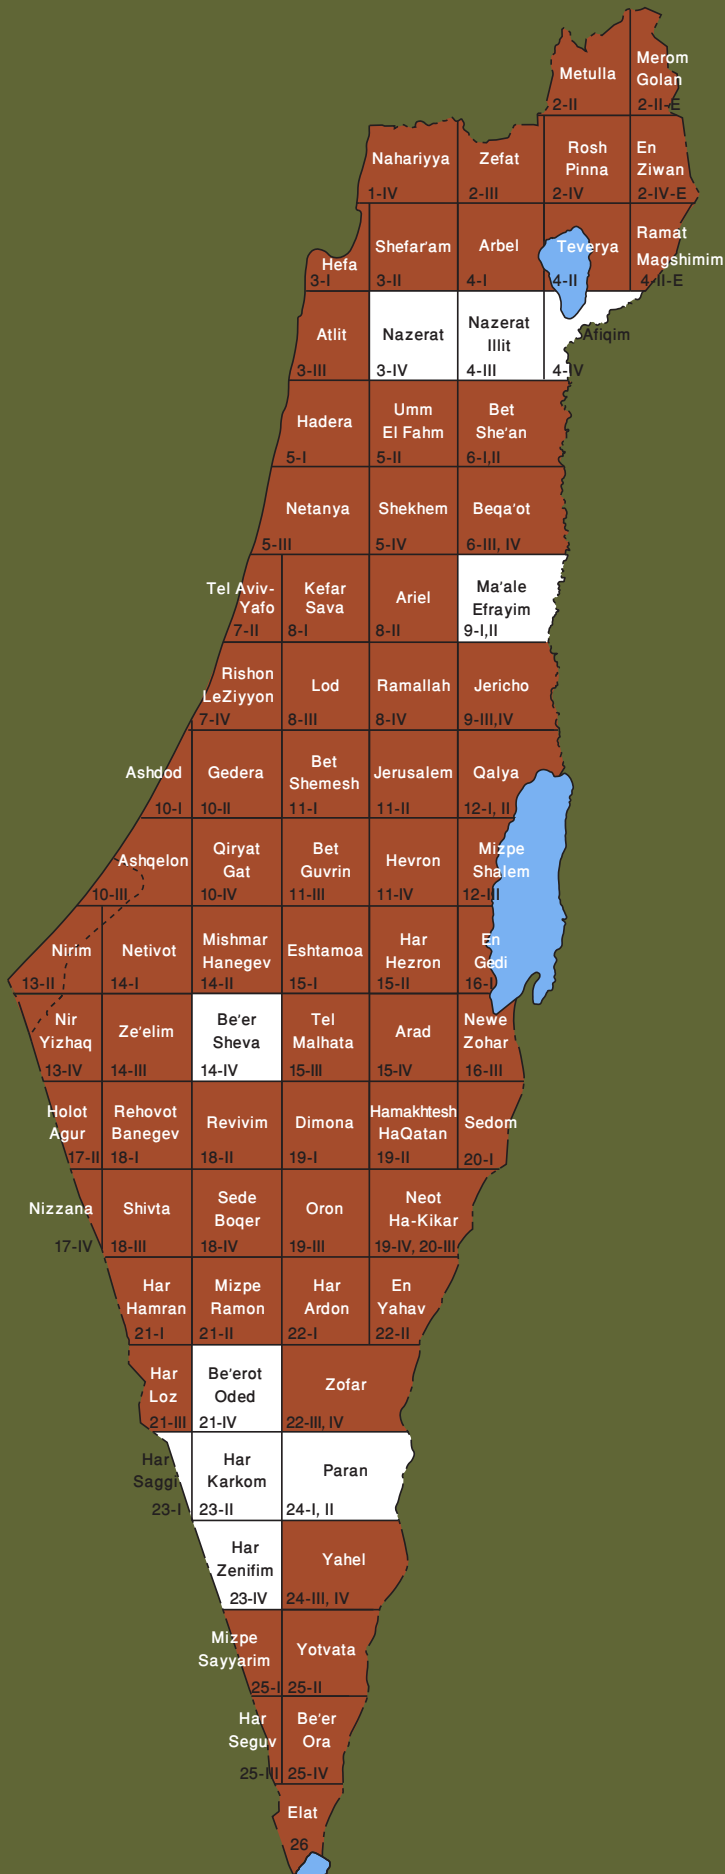 Metulla
2-II
Merom
Golan
2-II-E
Nahariyya
1-IV
Zefat
2-III
Rosh
Pinna
2-IV
En
Ziwan
2-IV-E
Hefa
3-I
Shefar'am
3-II
Arbel
4-I
Teverya
4-II
Ramat
Magshimim
4-II-E
Atlit
3-III
Nazerat
3-IV
Nazerat
Illit
4-III
Afiqim
4-IV
Hadera
5-I
Umm
El Fahm
5-II
Bet
She'an
6-I,II
Netanya
5-III
Shekhem
5-IV
Beqa'ot
6-III, IV
Tel Aviv-
Yafo
7-II
Kefar
Sava
8-I
Ariel
8-II
Ma'ale
Efrayim
9-I,II
Rishon
LeZiyyon
7-IV
Lod
8-III
Ramallah
8-IV
Jericho
9-III,IV
Ashdod
10-I
Gedera
10-II
Bet
Shemesh
11-I
Jerusalem
11-II
Qalya
12-I, II
Ashqelon
10-III
Qiryat
Gat
10-IV
Bet
Guvrin
11-III
Hevron
11-IV
Mizpe
Shalem
12-III
Nirim
13-II
Netivot
14-I
Mishmar
Hanegev
14-II
Eshtamoa
15-I
Har
Hezron
15-II
En
Gedi
16-I
Nir
Yizhaq
13-IV
Ze'elim
14-III
Be'er
Sheva
14-IV
Tel
Malhata
15-III
Arad
15-IV
Newe
Zohar
16-III
Holot
Agur
17-II
Rehovot
Banegev
18-I
Revivim
18-II
Dimona
19-I
Hamakhtesh
HaQatan
19-II
Sedom
20-I
Nizzana
17-IV
Shivta
18-III
Sede
Boqer
18-IV
Oron
19-III
Neot
Ha-Kikar
19-IV, 20-III
Har
Hamran
21-I
Mizpe
Ramon
21-II
Har
Ardon
22-I
En
Yahav
22-II
Har
Loz
21-III
Be'erot
Oded
21-IV
Zofar
22-III, IV
Har
Saggi
23-I
Har
Karkom
23-II
Paran
24-I, II
Har
Zenifim
23-IV
Yahel
24-III, IV
Mizpe
Sayyarim
25-I
Yotvata
25-II
Har
Seguv
25-III
Be'er
Ora
25-IV
Elat
26